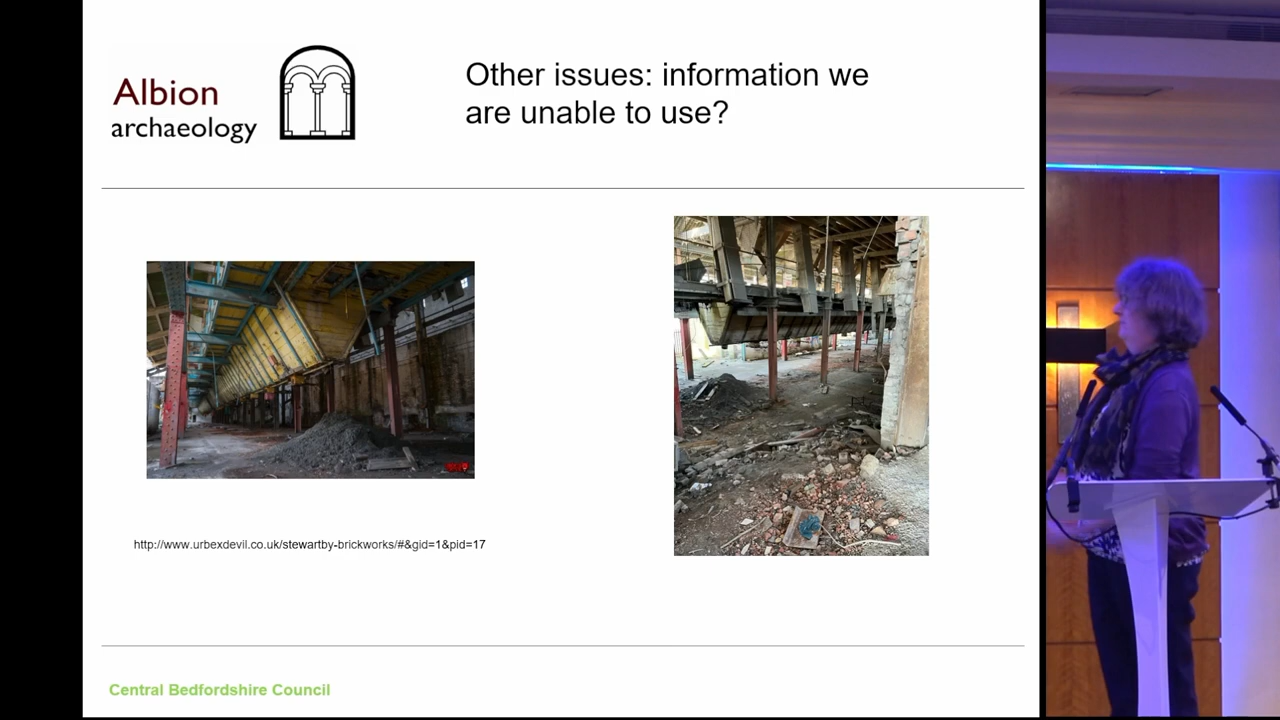 Albion
archaeology
Other issues: information we
are unable to use?
http://www.urbexdevil.co.uk/stewartby-brickworks/#&gid=1&pid=17
Central Bedfordshire Council